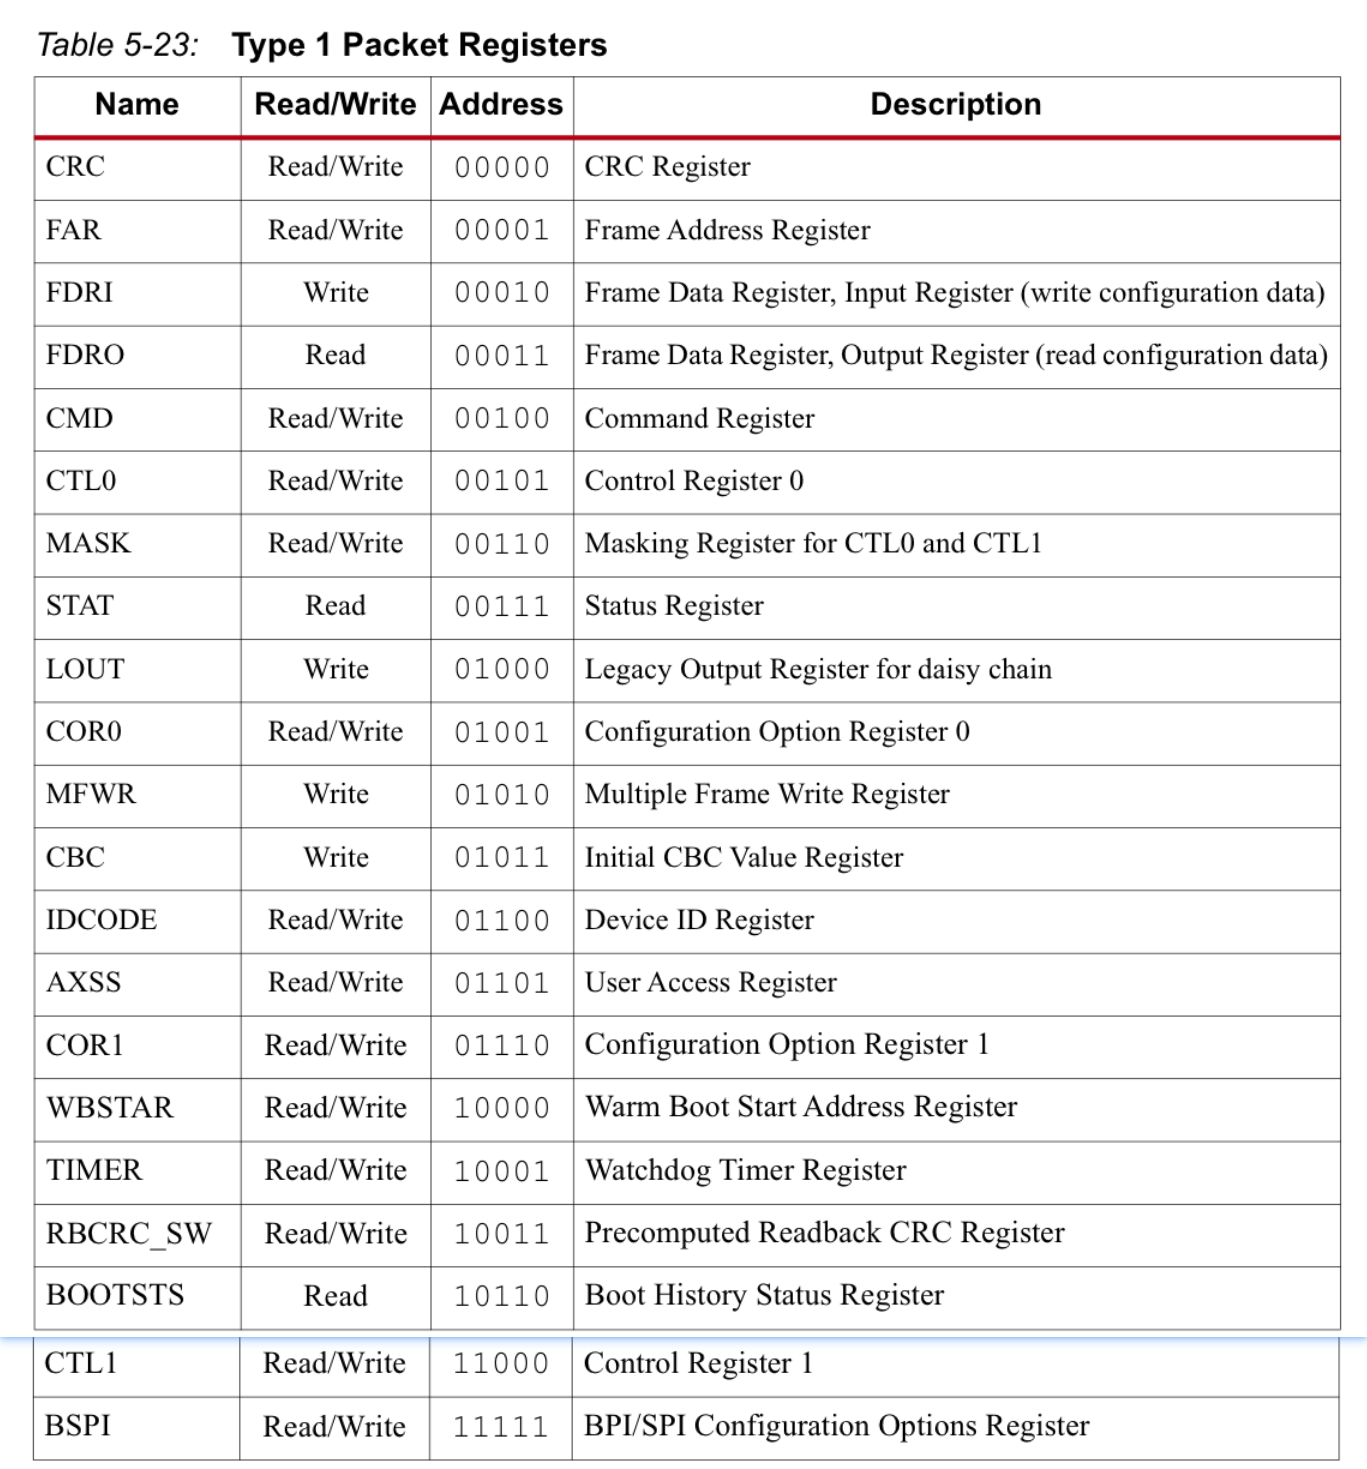 Table 5-23: Type 1 Packet Registers
Name Read/Write Address Description
CRC Read/Write 00000 CRC Register
FAR Read/Write 00001 Frame Address Register
FDRI Write 00010 Frame Data Register, Input Register (write configuration data)
FDRO Read 00011 Frame Data Register, Output Register (read configuration data)
CMD Read/Write 00100 Command Register
CTL0 Read/Write 00101 Control Register 0
MASK Read/Write 00110 Masking Register for CTL0 and CTL1
STAT Read 00111 Status Register
LOUT Write 01000 Legacy Output Register for daisy chain
COR0 Read/Write 01001 Configuration Option Register 0
MFWR Write 01010 Multiple Frame Write Register
CBC Write 01011 Initial CBC Value Register
IDCODE Read/Write 01100 Device ID Register
AXSS Read/Write 01101 User Access Register
COR1 Read/Write 01110 Configuration Option Register 1
WBSTAR Read/Write 10000 Warm Boot Start Address Register
TIMER Read/Write 10001 Watchdog Timer Register
RBCRC_SW Read/Write 10011 Precomputed Readback CRC Register
BOOTSTS Read 10110 Boot History Status Register
CTL1 Read/Write 11000 Control Register 1
BSPI Read/Write 11111 BPI/SPI Configuration Options Register